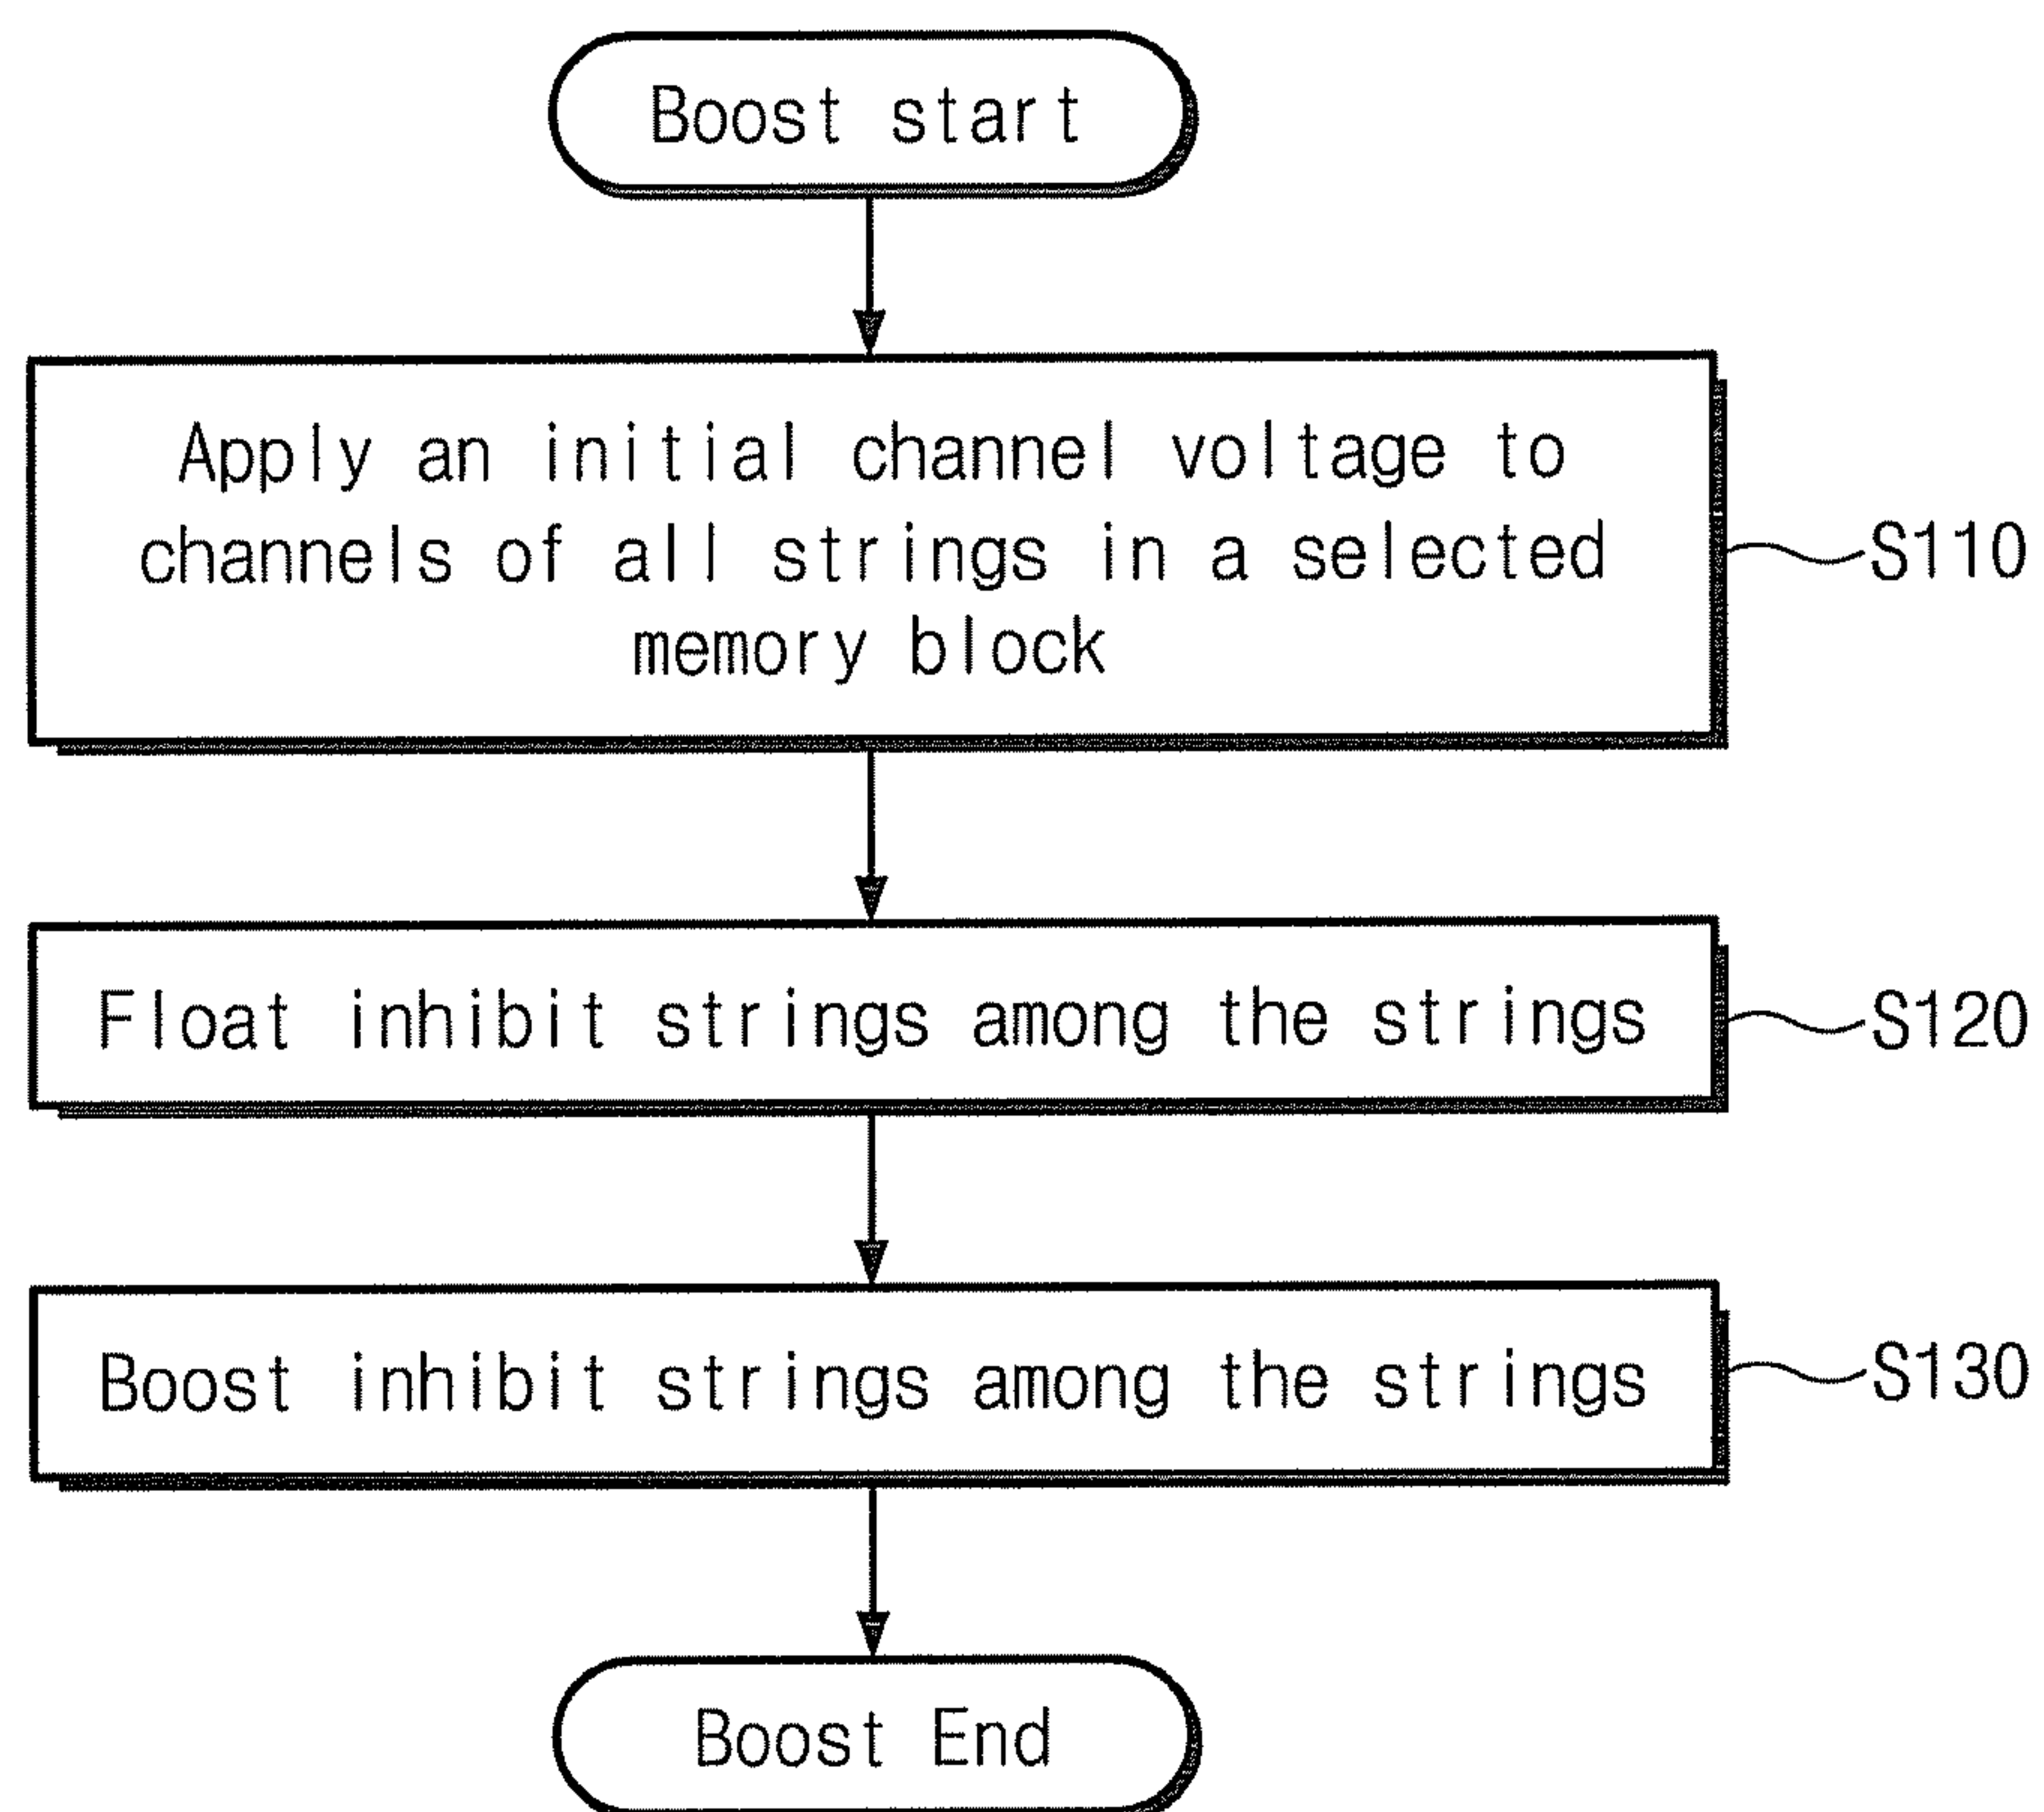 Boost start
Apply an initial channel voltage to
channels of all strings in a selected
memory block
S110
Float inhibit strings among the strings
S120
Boost inhibit strings among the strings
S130
Boost End